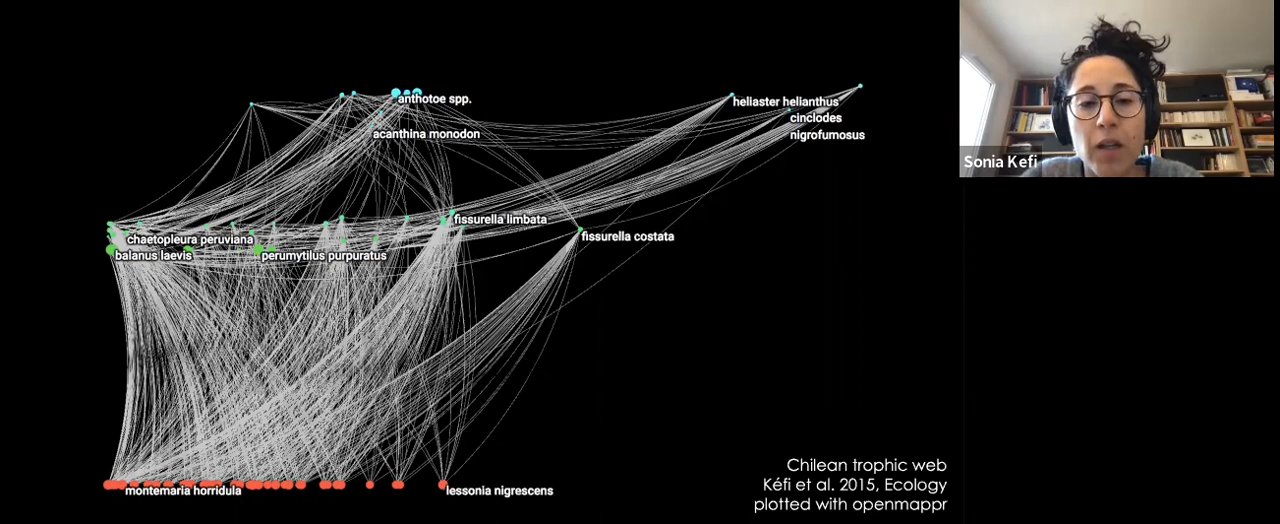 anthotoe spp.
heliaster helianthus
cinclodes
acanthina monodon
nigrofumosus
Sonia Kefi
fissurella limbata
chaetopleura peruviana
fissurella costata
balanus laevis
perumytilus purpuratus
montemaria horridula
lessonia nigrescens
Chilean trophic web
Kéfi et al. 2015, Ecology
plotted with openmappr